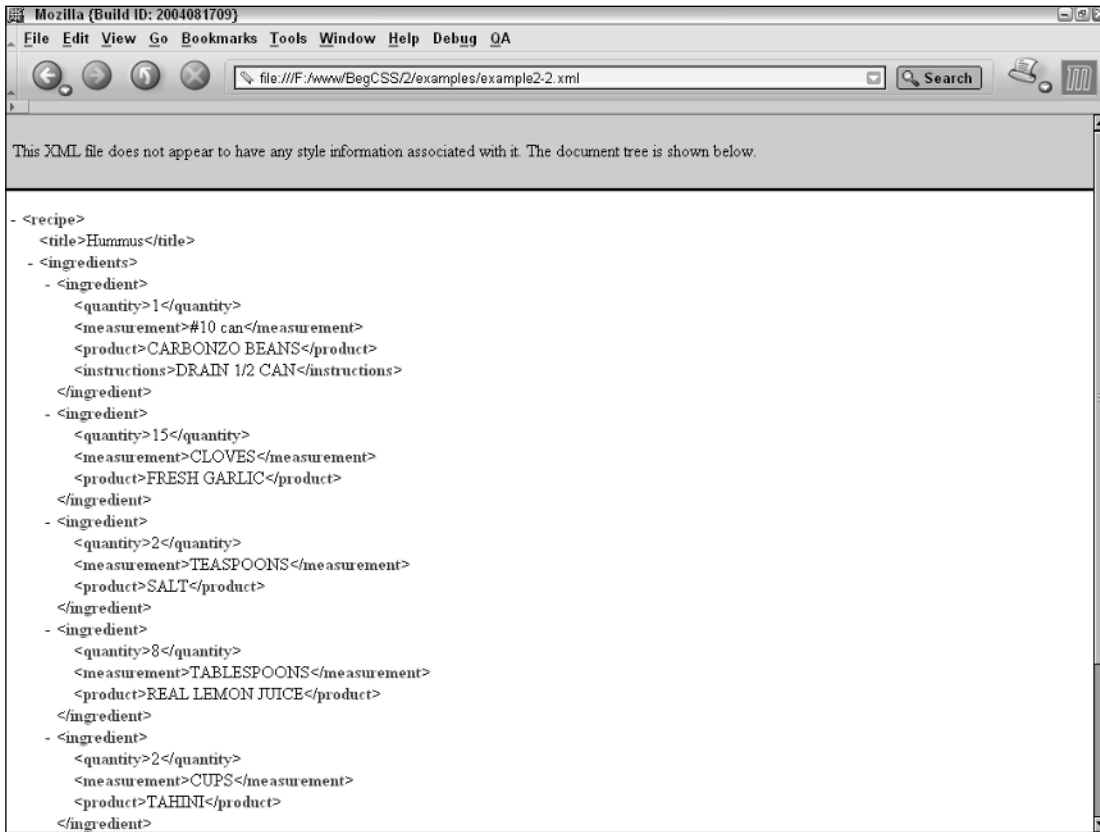 Mozilla {Build ID: 2004081709}
File Edit View Go Bookmarks Tools Window Help Debug QA
file:///F:/www/BegCSS/2/examples/example2-2.xml Search
This XML file does not appear to have any style information associated with it. The document tree is shown below.
- <recipe>
<title>Hummus</title>
- <ingredients>
- <ingredient>
<quantity>1</quantity>
<measurement>#10 can</measurement>
<product>CARBONZO BEANS</product>
<instructions>DRAIN 1/2 CAN</instructions>
</ingredient>
- <ingredient>
<quantity>15</quantity>
<measurement>CLOVES</measurement>
<product>FRESH GARLIC</product>
</ingredient>
- <ingredient>
<quantity>2</quantity>
<measurement>TEASPOONS</measurement>
<product>SALT</product>
</ingredient>
- <ingredient>
<quantity>8</quantity>
<measurement>TABLESPOONS</measurement>
<product>REAL LEMON JUICE</product>
</ingredient>
- <ingredient>
<quantity>2</quantity>
<measurement>CUPS</measurement>
<product>TAHINI</product>
</ingredient>